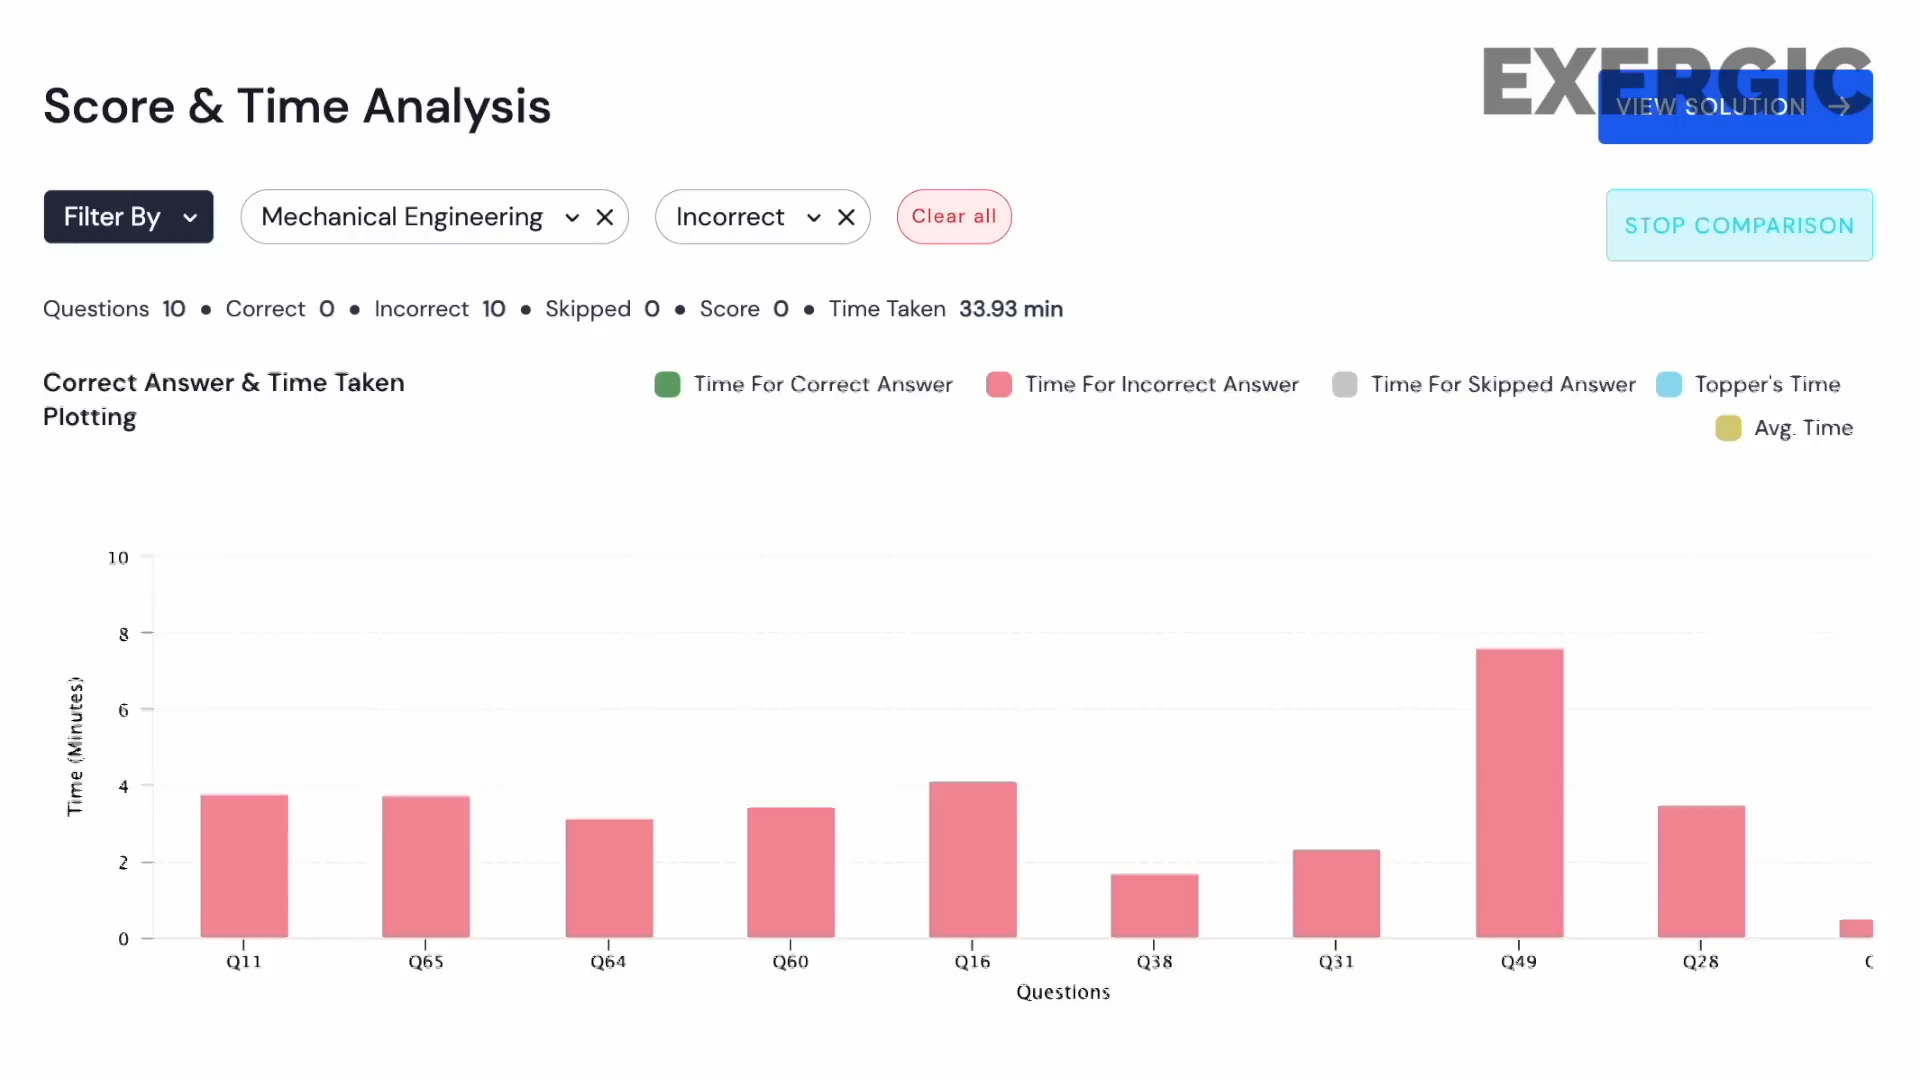 EXERGIC
Score & Time Analysis
VIEW SOLUTION →
Filter By
Mechanical Engineering
Incorrect
Clear all
STOP COMPARISON
Questions 10 • Correct 0 • Incorrect 10 • Skipped 0 • Score 0 • Time Taken 33.93 min
Correct Answer & Time Taken
Plotting
Time For Correct Answer
Time For Incorrect Answer
Time For Skipped Answer
Topper's Time
Avg. Time
10
8
6
4
2
0
Time (Minutes)
Q11 Q65 Q64 Q60 Q16 Q38 Q31 Q49 Q28
Questions